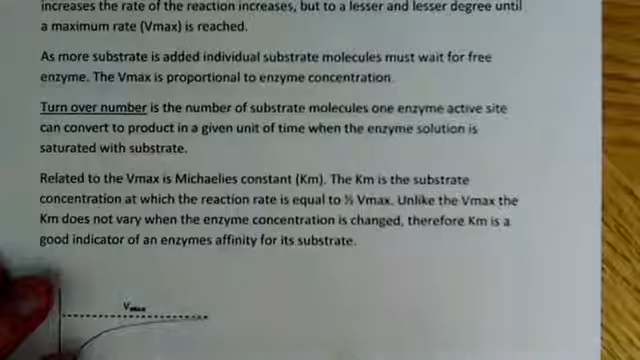 increases the rate of the reaction increases, but to a lesser and lesser degree until
a maximum rate (Vmax) is reached.
As more substrate is added individual substrate molecules must wait for free
enzyme. The Vmax is proportional to enzyme concentration.
Turn over number is the number of substrate molecules one enzyme active site
can convert to product in a given unit of time when the enzyme solution is
saturated with substrate.
Related to the Vmax is Michaelies constant (Km). The Km is the substrate
concentration at which the reaction rate is equal to ½ Vmax. Unlike the Vmax the
Km does not vary when the enzyme concentration is changed, therefore Km is a
good indicator of an enzymes affinity for its substrate.
Vmax